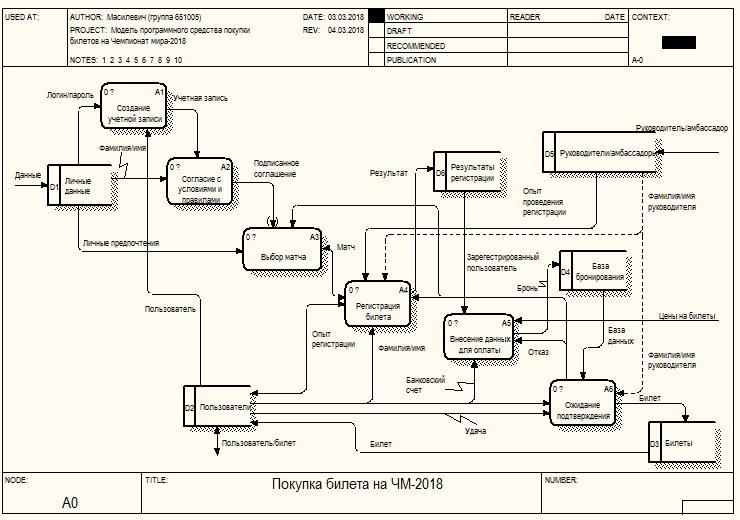 USED AT:
AUTHOR: Масилевич (группа 651005)
DATE: 03.03.2018
WORKING
READER
DATE
CONTEXT:
PROJECT: Модель программного средства покупки
билетов на Чемпионат мира-2018
REV: 04.03.2018
DRAFT
RECOMMENDED
NOTES: 1 2 3 4 5 6 7 8 9 10
PUBLICATION
A-0
Логин/пароль
0 ?
A1
Создание
учетной записи
Учетная запись
Фамилия/имя
Руководитель/амбассадор
D5
Руководители/амбассадоры
0 ?
A2
Согласие с
условиями и
правилами
Подписанное
соглашение
Результат
D6
Результаты
регистрации
Данные
D1
Личные
данные
Опыт
проведения
регистрации
Фамилия/имя
руководителя
0 ?
A3
Выбор матча
Личные предпочтения
Матч
Зарегистрированный
пользователь
D4
База
бронирования
0 ?
A4
Регистрация
билета
Бронь
Пользователь
0 ?
A5
Внесение данных
для оплаты
Цены на билеты
Опыт
регистрации
Фамилия/имя
База
данных
Отказ
Фамилия/имя
руководителя
Банковский
счет
0 ?
A6
Ожидание
подтверждения
Билет
D2
Пользователи
Удача
Пользователь/билет
Билет
D3
Билеты
NODE:
TITLE:
NUMBER:
Покупка билета на ЧМ-2018
A0